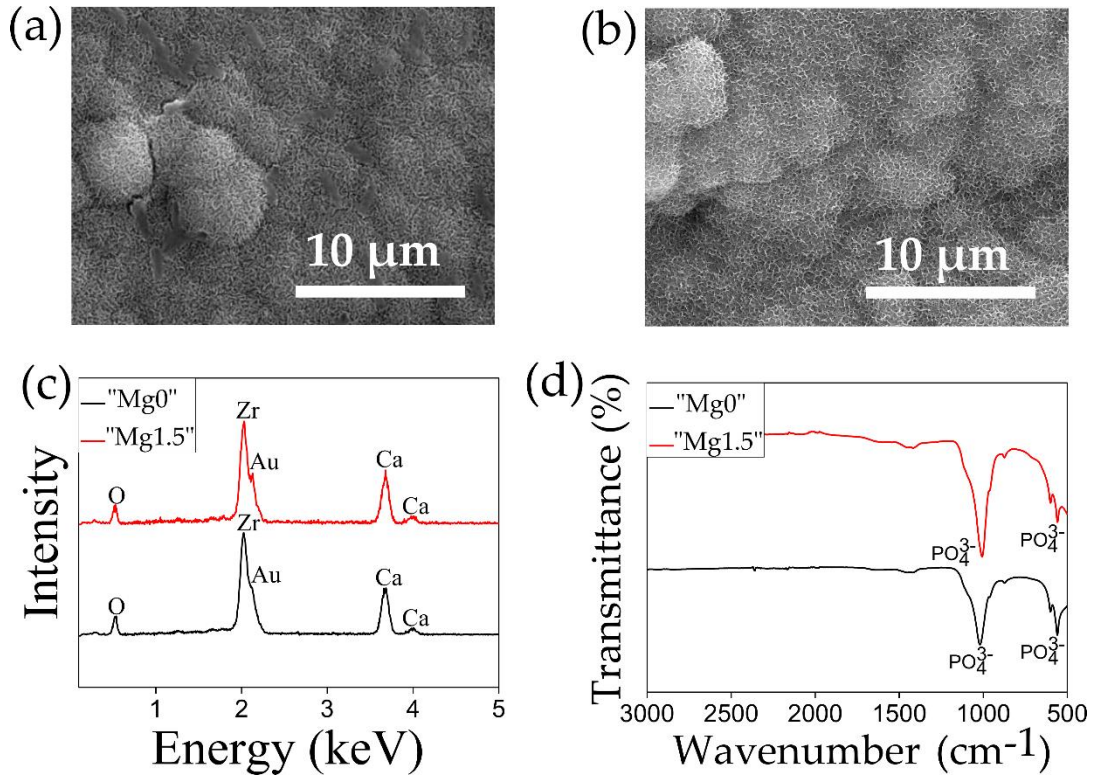 (a)
10 μm
(b)
10 μm
(c)
"Mg0"
"Mg1.5"
Zr
Au
Ca
O
Ca
Zr
Au
Ca
O
Ca
Intensity
1 2 3 4 5
Energy (keV)
(d)
"Mg0"
"Mg1.5"
PO₄³⁻
PO₄³⁻
PO₄³⁻
PO₄³⁻
Transmittance (%)
3000 2500 2000 1500 1000 500
Wavenumber (cm⁻¹)